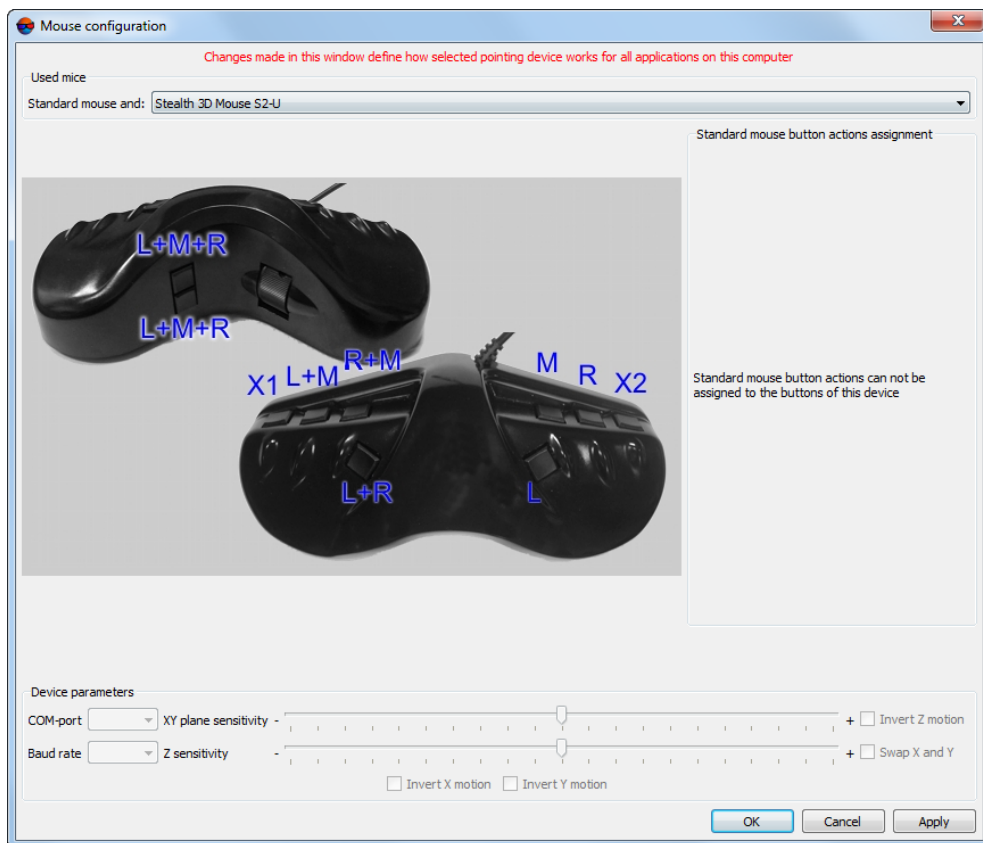 Mouse configuration
Changes made in this window define how selected pointing device works for all applications on this computer
Used mice
Standard mouse and: Stealth 3D Mouse S2-U
Standard mouse button actions assignment
L+M+R
L+M+R
X1 L+M R+M M R X2
L+R L
Standard mouse button actions can not be
assigned to the buttons of this device
Device parameters
COM-port XY plane sensitivity - + Invert Z motion
Baud rate Z sensitivity - + Swap X and Y
Invert X motion Invert Y motion
OK Cancel Apply